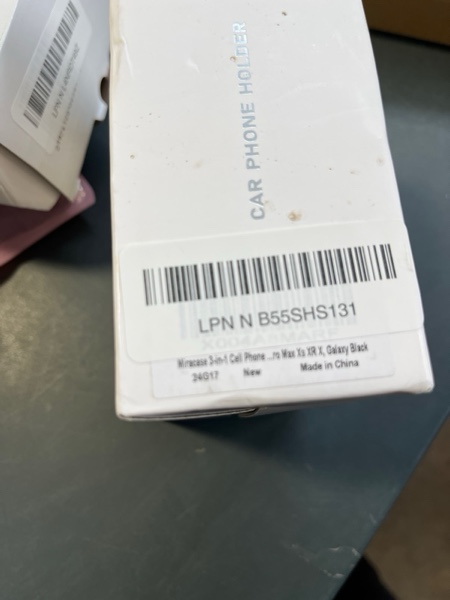 CAR PHONE HOLDER
LPN N B55SHS131
Miracase 3-in-1 Cell Phone ...ro Max Xs XR X, Galaxy Black
24G17 New Made in China